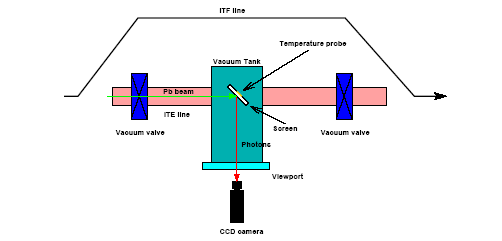 ITF line
Temperature probe
Vacuum Tank
Pb beam
ITE line
Screen
Vacuum valve
Vacuum valve
Photons
Viewport
CCD camera